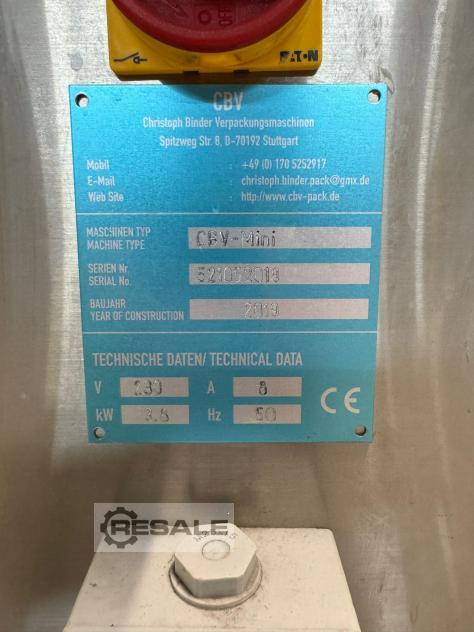 EATON
CBV
Christoph Binder Verpackungsmaschinen
Spitzweg Str. 8, D-70192 Stuttgart
Mobil : +49 (0) 170 5252917
E-Mail : christoph.binder.pack@gmx.de
Web Site : http://www.cbv-pack.de
MASCHINEN TYP
MACHINE TYPE CBV-Mini
SERIEN Nr.
SERIAL No.
BAUJAHR
YEAR OF CONSTRUCTION 2019
TECHNISCHE DATEN/ TECHNICAL DATA
V 230 A 8
kW 3.6 Hz 50
CE
RESALE